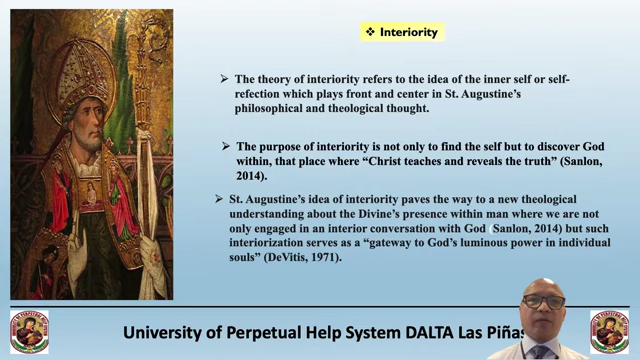 Interiority
The theory of interiority refers to the idea of the inner self or self-
refection which plays front and center in St. Augustine's
philosophical and theological thought.
The purpose of interiority is not only to find the self but to discover God
within, that place where “Christ teaches and reveals the truth” (Sanlon,
2014).
St. Augustine's idea of interiority paves the way to a new theological
understanding about the Divine's presence within man where we are not
only engaged in an interior conversation with God (Sanlon, 2014) but such
interiorization serves as a “gateway to God's luminous power in individual
souls” (DeVitis, 1971).
University of Perpetual Help System DALTA Las Piñas